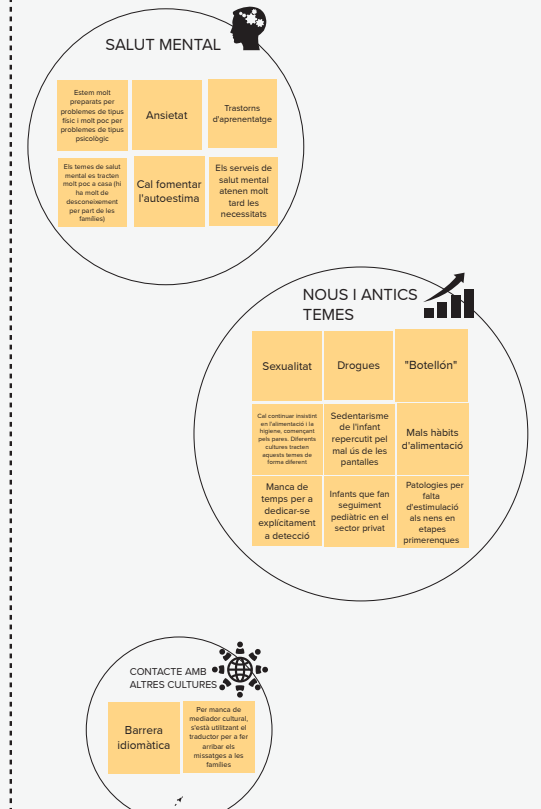 SALUT MENTAL
Estem molt
preparats per
problemes de tipus
físic i molt poc per
problemes de tipus
psicològic
Ansietat
Trastorns
d'aprenentatge
Els temes de salut
mental es tracten
molt poc a casa (hi
ha molt de
desconeixement
per part de les
famílies)
Cal fomentar
l'autoestima
Els serveis de
salut mental
atenen molt
tard les
necessitats
NOUS I ANTICS
TEMES
Sexualitat
Drogues
"Botellón"
Cal continuar insistint
en l'alimentació i la
higiene, començant
pels pares. Diferents
cultures tracten
aquests temes de
forma diferent
Sedentarisme
de l'infant
repercutit pel
mal ús de les
pantalles
Mals hàbits
d'alimentació
Manca de
temps per a
dedicar-se
explícitament
a detecció
Infants que fan
seguiment
pediàtric en el
sector privat
Patologies per
falta
d'estimulació
als nens en
etapes
primerenques
CONTACTE AMB
ALTRES CULTURES
Barrera
idiomàtica
Per manca de
mediador cultural,
s'està utilitzant el
traductor per a fer
arribar els
missatges a les
famílies